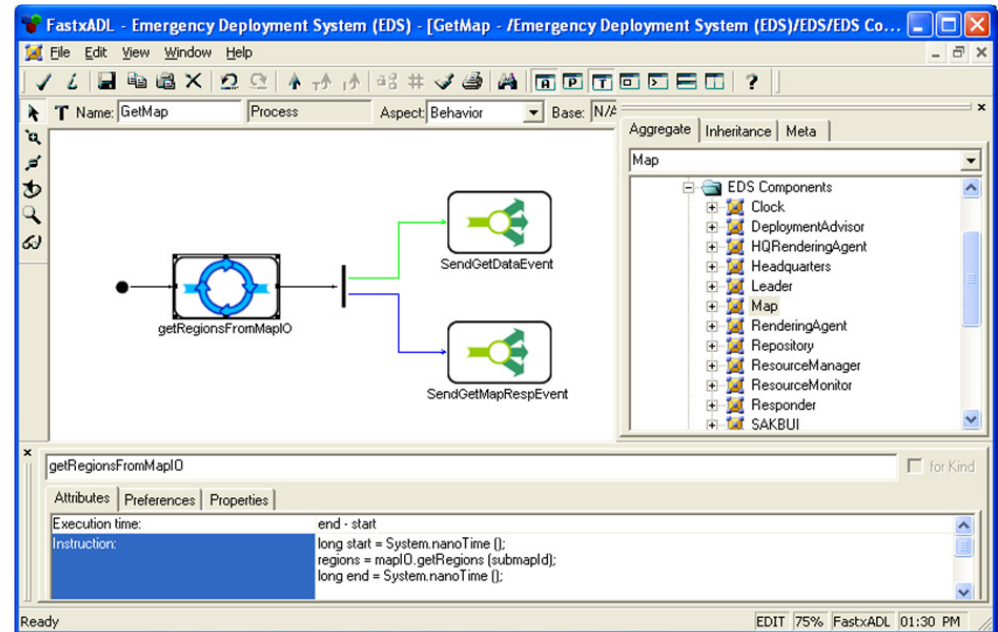 FastxADL - Emergency Deployment System (EDS) - [GetMap - /Emergency Deployment System (EDS)/EDS/EDS Co...
File Edit View Window Help
Name: GetMap Process Aspect: Behavior Base: N/A
Aggregate Inheritance Meta
Map
EDS Components
Clock
DeploymentAdvisor
HQRenderingAgent
Headquarters
Leader
Map
RenderingAgent
Repository
ResourceManager
ResourceMonitor
Responder
SAKBUI
SendGetDataEvent
getRegionsFromMapIO
SendGetMapRespEvent
getRegionsFromMapIO for Kind
Attributes Preferences Properties
Execution time: end - start
Instruction: long start = System.nanoTime ();
regions = mapIO.getRegions (submapId);
long end = System.nanoTime ();
Ready EDIT 75% FastxADL 01:30 PM